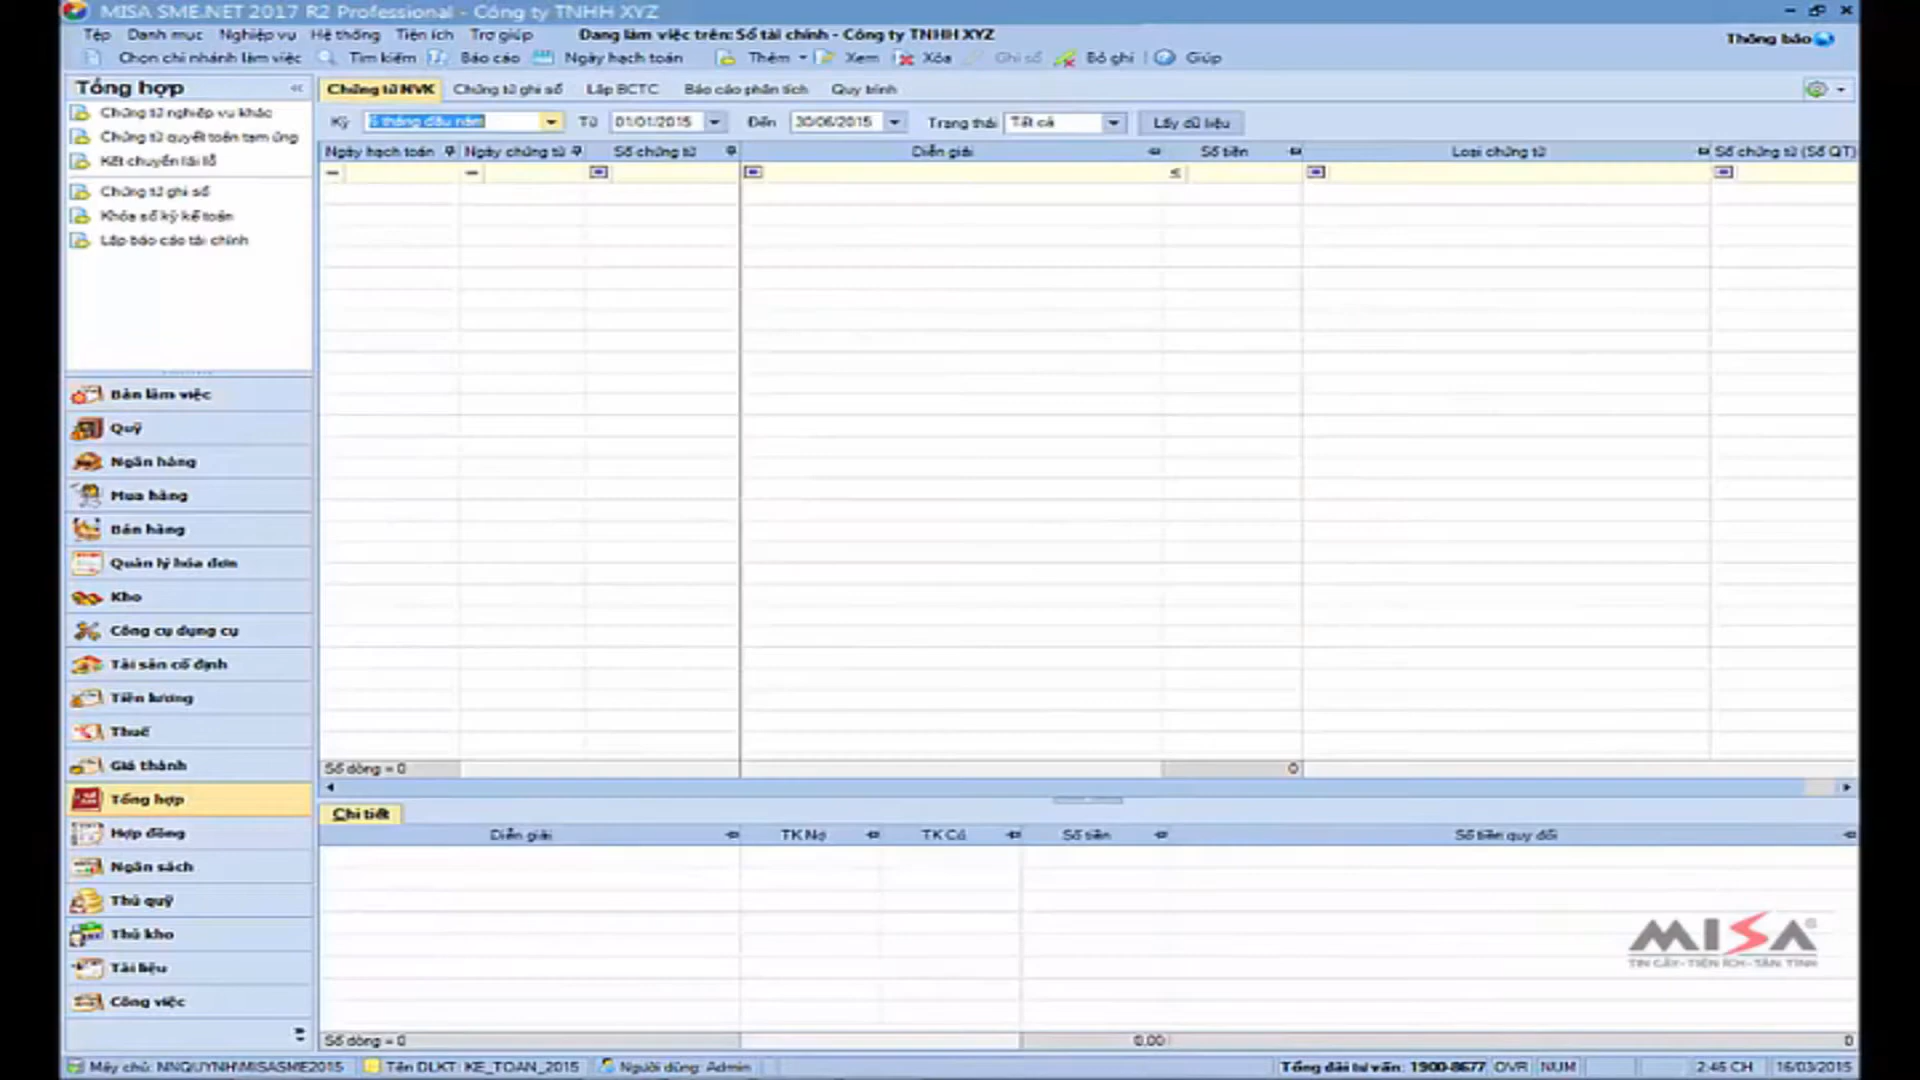 MISA SME.NET 2017 R2 Professional - Công ty TNHH XYZ
Tệp Danh mục Nghiệp vụ Hệ thống Tiện ích Trợ giúp Đang làm việc trên: Sổ tài chính - Công ty TNHH XYZ
Thông báo
Chọn chi nhánh làm việc Tìm kiếm Báo cáo Ngày hạch toán Thêm Xem Xóa Ghi sổ Bỏ ghi Giúp
Tổng hợp
Chứng từ nghiệp vụ khác
Chứng từ quyết toán tạm ứng
Kết chuyển lãi lỗ
Chứng từ ghi sổ
Khóa sổ kỳ kế toán
Lập báo cáo tài chính
Bàn làm việc
Quỹ
Ngân hàng
Mua hàng
Bán hàng
Quản lý hóa đơn
Kho
Công cụ dụng cụ
Tài sản cố định
Tiền lương
Thuế
Giá thành
Tổng hợp
Hợp đồng
Ngân sách
Thủ quỹ
Thủ kho
Tài liệu
Công việc
Chứng từ NVK Chứng từ ghi sổ Lập BCTC Báo cáo phân tích Quy trình
Kỳ 6 tháng đầu năm Từ 01/01/2015 Đến 30/06/2015 Trạng thái Tất cả Lấy dữ liệu
Ngày hạch toán Ngày chứng từ Số chứng từ Diễn giải Số tiền Loại chứng từ Số chứng từ (Sổ QT)
= = ≤
Số dòng = 0 0
Chi tiết
Diễn giải TK Nợ TK Có Số tiền Số tiền quy đổi
MISA®
TIN CẬY - TIỆN ÍCH - TẬN TÌNH
Số dòng = 0 0.00 0
Máy chủ: NNQUYNH\MISASME2015 Tên DLKT: KE_TOAN_2015 Người dùng: Admin Tổng đài tư vấn: 1900-8677 OVR NUM 2:46 CH 16/03/2015